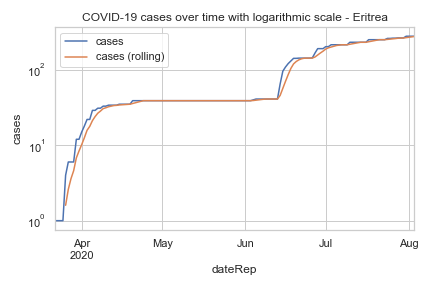 COVID-19 cases over time with logarithmic scale - Eritrea
cases
cases (rolling)
10²
10¹
10⁰
cases
Apr
2020
May
Jun
Jul
Aug
dateRep